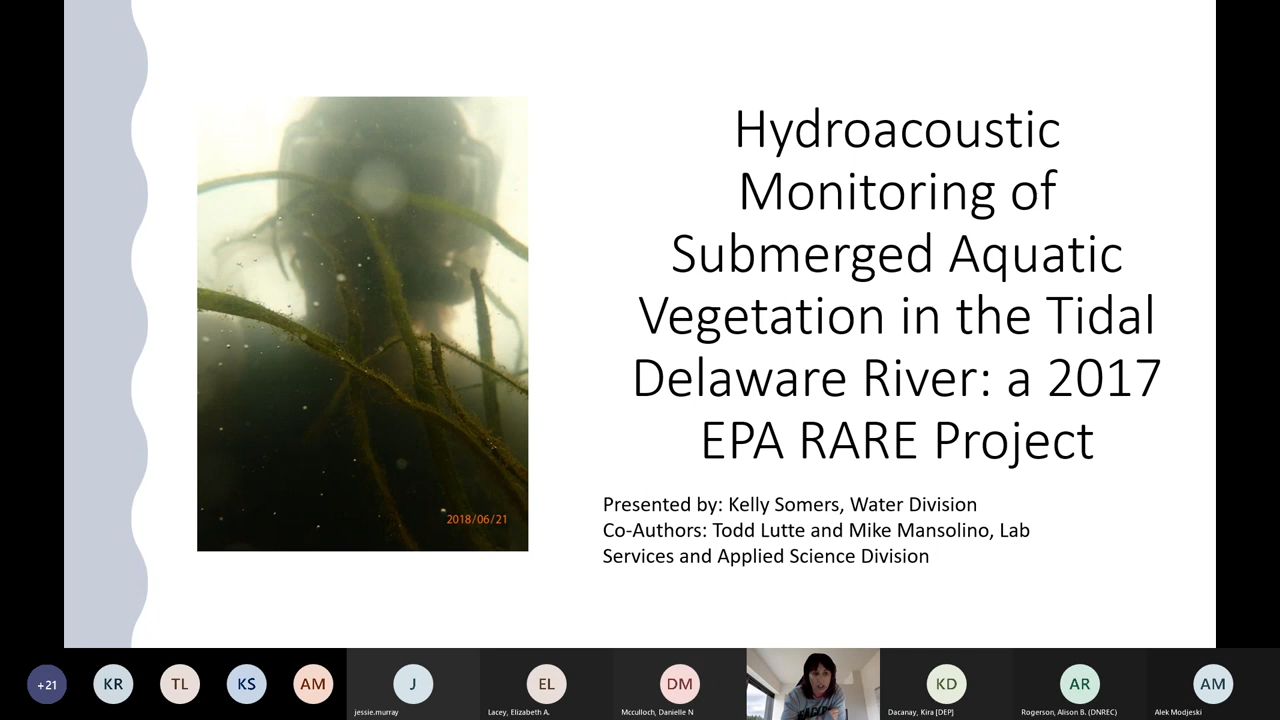 Hydroacoustic
Monitoring of
Submerged Aquatic
Vegetation in the Tidal
Delaware River: a 2017
EPA RARE Project
Presented by: Kelly Somers, Water Division
Co-Authors: Todd Lutte and Mike Mansolino, Lab
Services and Applied Science Division
2018/06/21
+21
KR
TL
KS
AM
J
jessie.murray
EL
Lacey, Elizabeth A.
DM
Mcculloch, Danielle N
KD
Dacanay, Kira [DEP]
AR
Rogerson, Alison B. (DNREC)
AM
Alek Modjeski